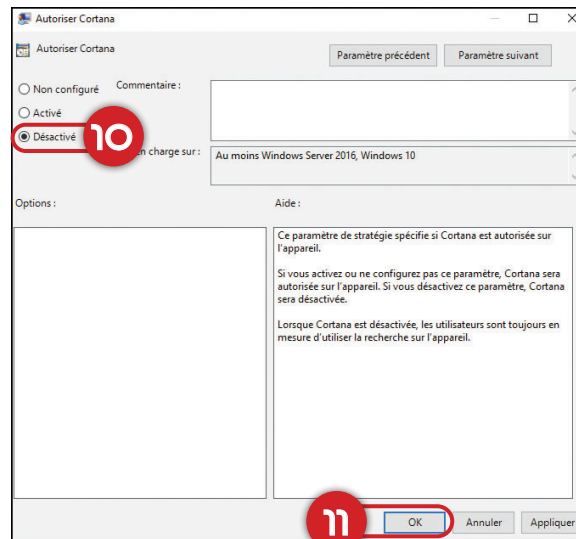 Autoriser Cortana
Autoriser Cortana
Paramètre précédent
Paramètre suivant
Non configuré
Commentaire :
Activé
Désactivé
10
en charge sur :
Au moins Windows Server 2016, Windows 10
Options :
Aide :
Ce paramètre de stratégie spécifie si Cortana est autorisée sur
l'appareil.
Si vous activez ou ne configurez pas ce paramètre, Cortana sera
autorisée sur l'appareil. Si vous désactivez ce paramètre, Cortana
sera désactivée.
Lorsque Cortana est désactivée, les utilisateurs sont toujours en
mesure d'utiliser la recherche sur l'appareil.
11
OK
Annuler
Appliquer